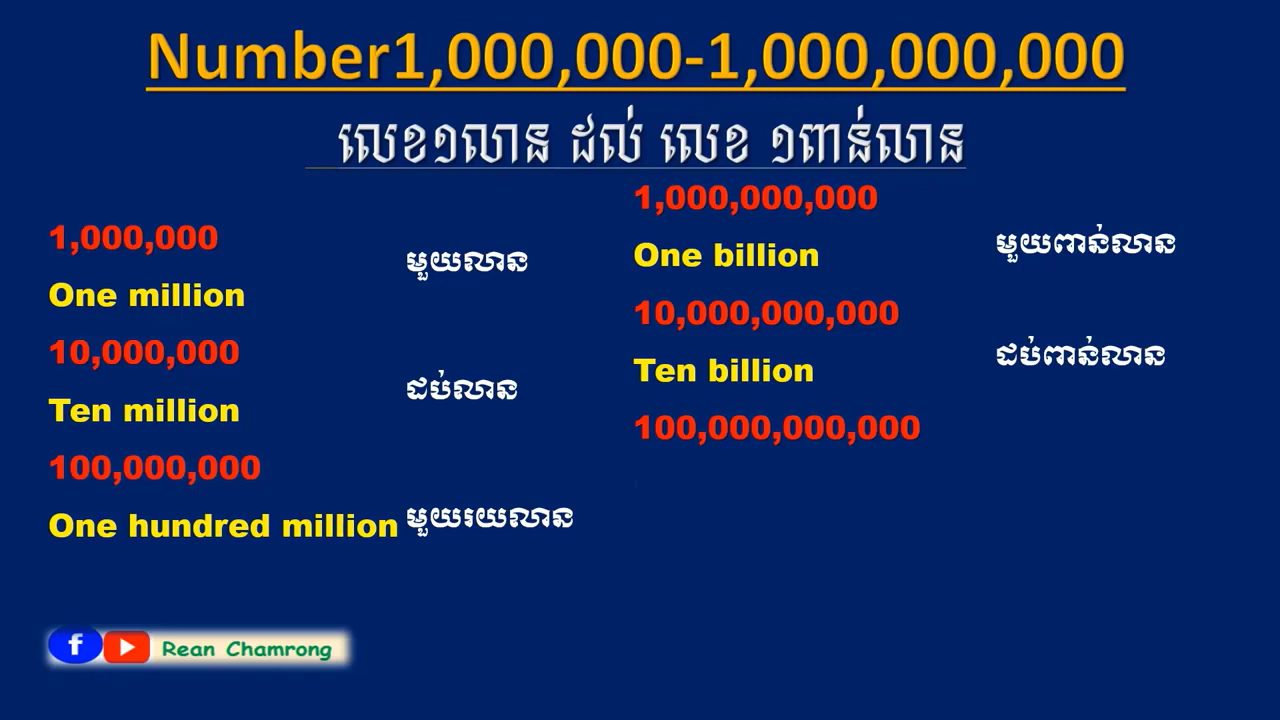 Number1,000,000-1,000,000,000
លេខ១លាន ដល់ លេខ ១ពាន់លាន
1,000,000
មួយលាន
One million
10,000,000
ដប់លាន
Ten million
100,000,000
One hundred million
មួយរយលាន
1,000,000,000
មួយពាន់លាន
One billion
10,000,000,000
ដប់ពាន់លាន
Ten billion
100,000,000,000
f
Rean Chamrong